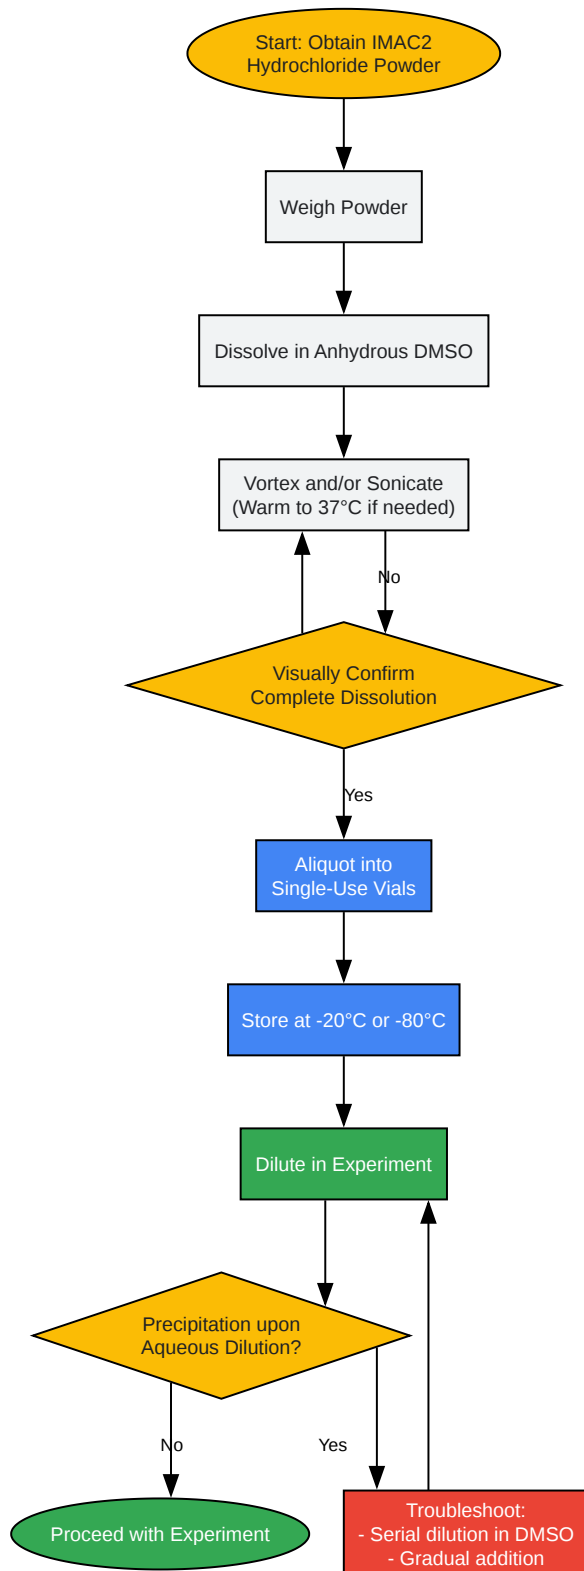 Start: Obtain IMAC2
Hydrochloride Powder
Weigh Powder
Dissolve in Anhydrous DMSO
Vortex and/or Sonicate
(Warm to 37°C if needed)
No
Visually Confirm
Complete Dissolution
Yes
Aliquot into
Single-Use Vials
Store at -20°C or -80°C
Dilute in Experiment
Precipitation upon
Aqueous Dilution?
No
Yes
Proceed with Experiment
Troubleshoot:
- Serial dilution in DMSO
- Gradual addition